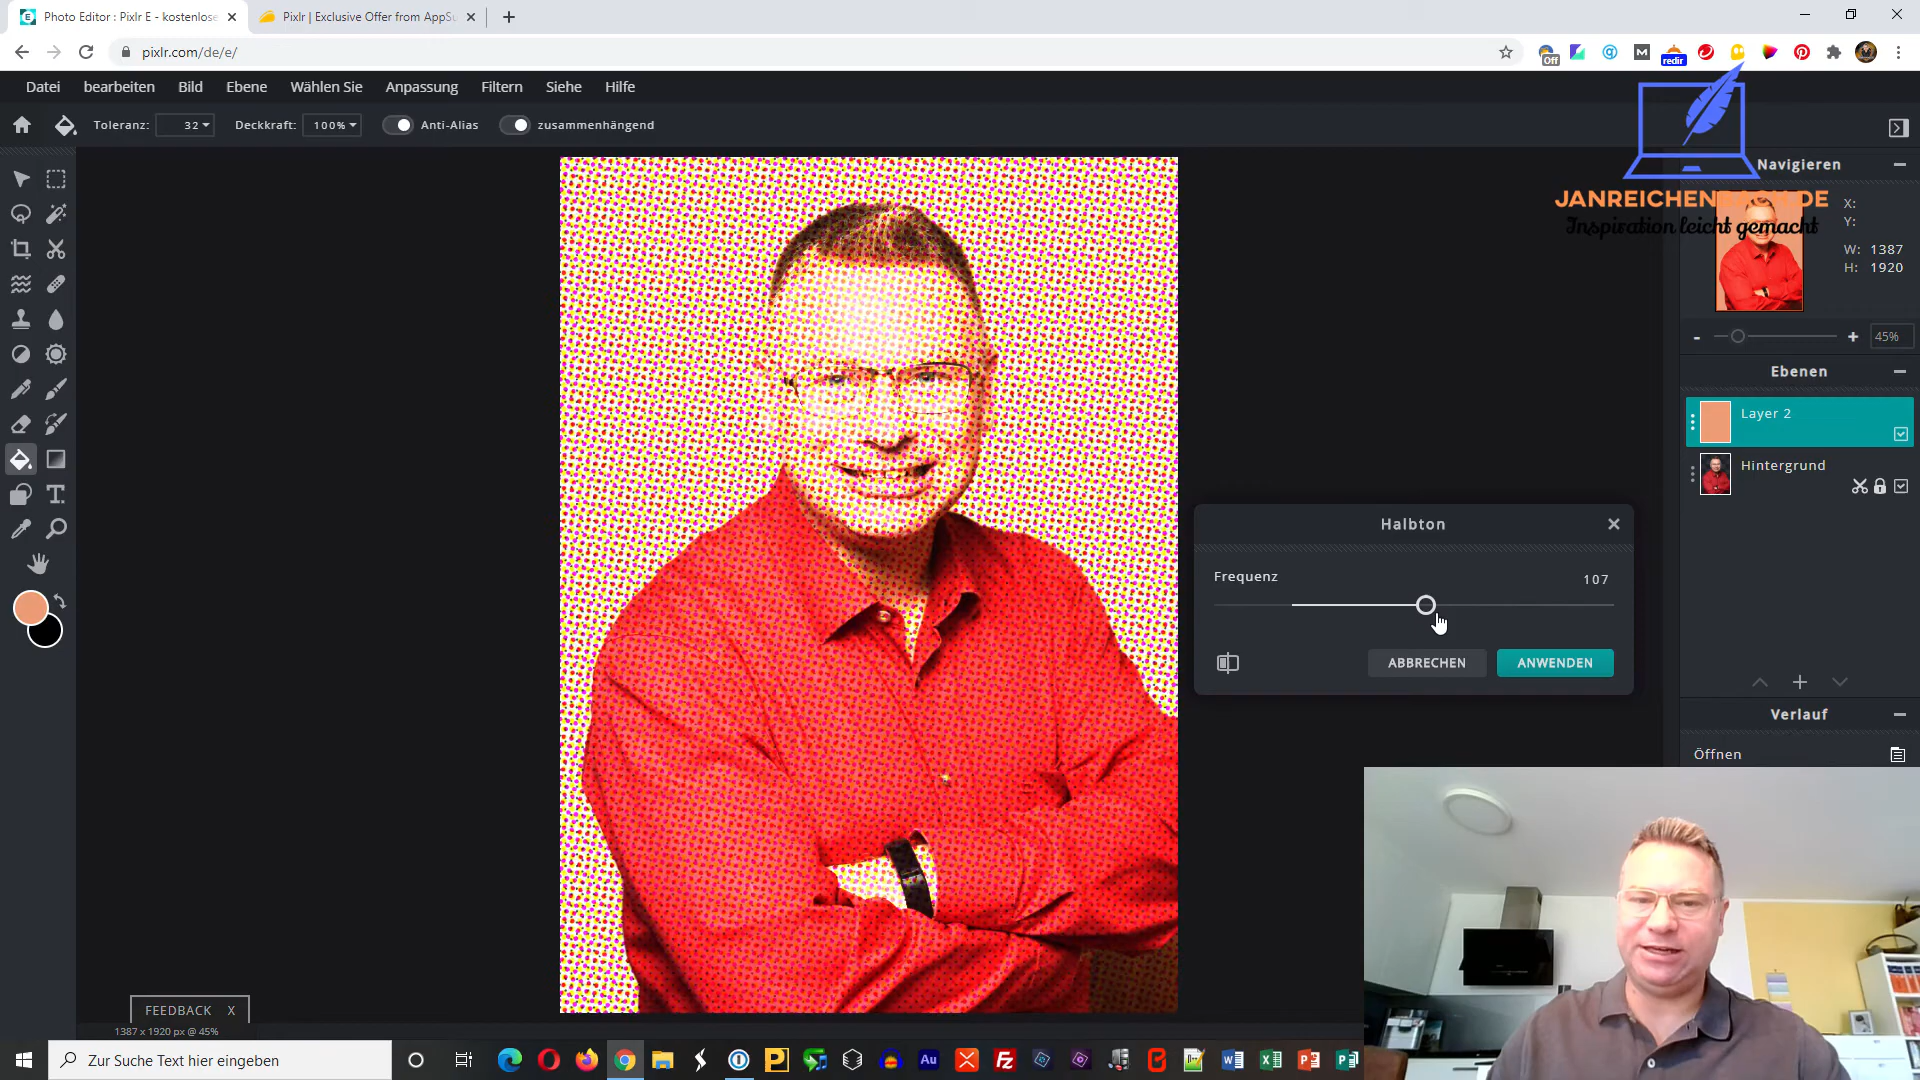 Photo Editor : Pixlr E - kostenlose
Pixlr | Exclusive Offer from AppSu
pixlr.com/de/e/
Off
redir
Datei bearbeiten Bild Ebene Wählen Sie Anpassung Filtern Siehe Hilfe
Toleranz: 32 Deckkraft: 100% Anti-Alias zusammenhängend
Navigieren
JANREICHENBACH.DE
Inspiration leicht gemacht
X:
Y:
W: 1387
H: 1920
45%
Ebenen
Layer 2
Hintergrund
Halbton
Frequenz 107
ABBRECHEN ANWENDEN
Verlauf
Öffnen
FEEDBACK X
1387 x 1920 px @ 45%
Zur Suche Text hier eingeben